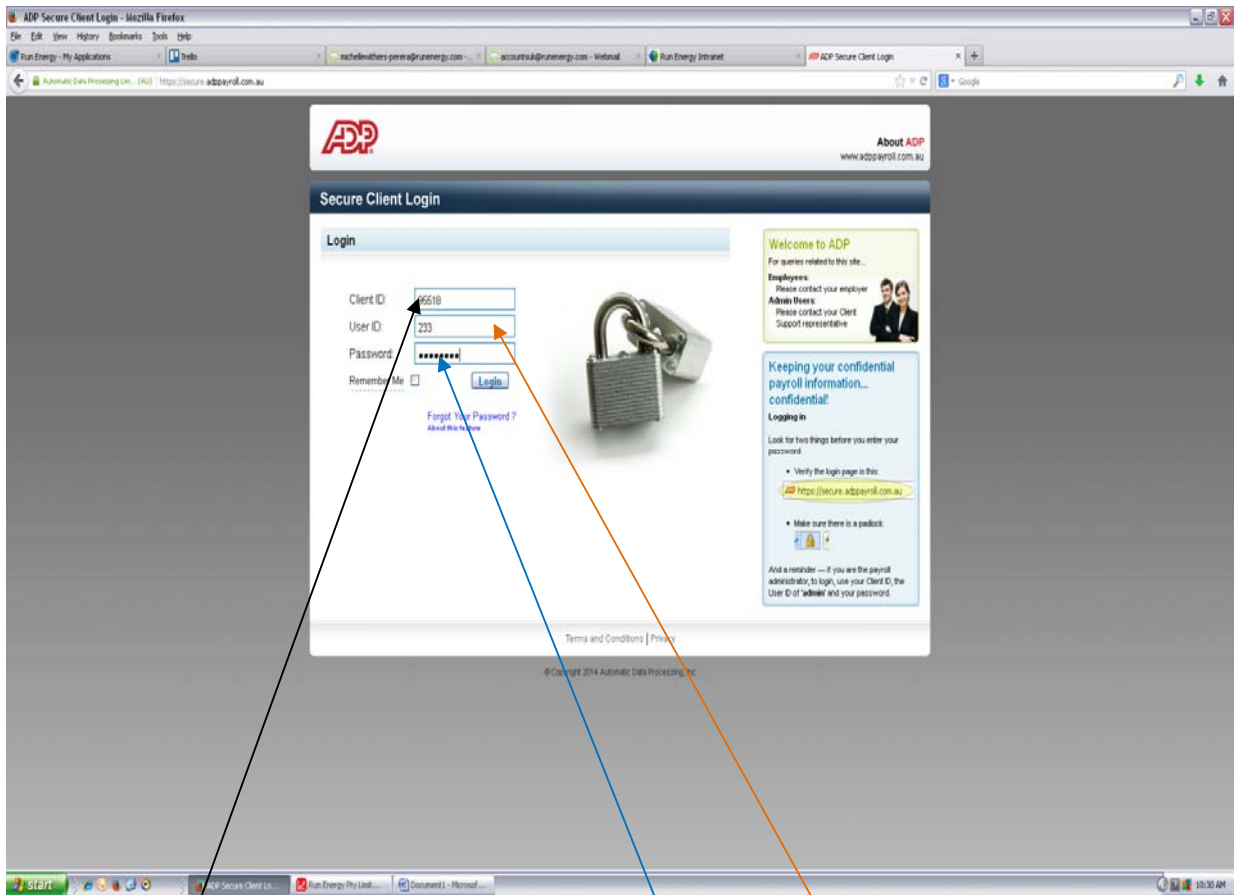 ADP Secure Client Login - Mozilla Firefox
File Edit View History Bookmarks Tools Help
Run Energy - My Applications
Trello
michellewithers-perera@runenergy.com - ...
accountsuk@runenergy.com - Webmail
Run Energy Intranet
ADP Secure Client Login
Automatic Data Processing Lim... (AU) https://secure.adppayroll.com.au
Google
ADP
About ADP
www.adppayroll.com.au
Secure Client Login
Login
Client ID:
User ID: 233
Password:
Remember Me
Login
Forgot Your Password ?
About this feature
Welcome to ADP
For queries related to this site...
Employees:
Please contact your employer
Admin Users:
Please contact your Client
Support representative
Keeping your confidential
payroll information...
confidential!
Logging in
Look for two things before you enter your
password
• Verify the login page is this:
https://secure.adppayroll.com.au
• Make sure there is a padlock:
And a reminder — if you are the payroll
administrator, to login, use your Client ID, the
User ID of 'admin' and your password.
Terms and Conditions | Privacy
© Copyright 2014 Automatic Data Processing, Inc
start
ADP Secure Client Lo...
Run Energy Pty Limit...
Document1 - Microsof...
10:30 AM